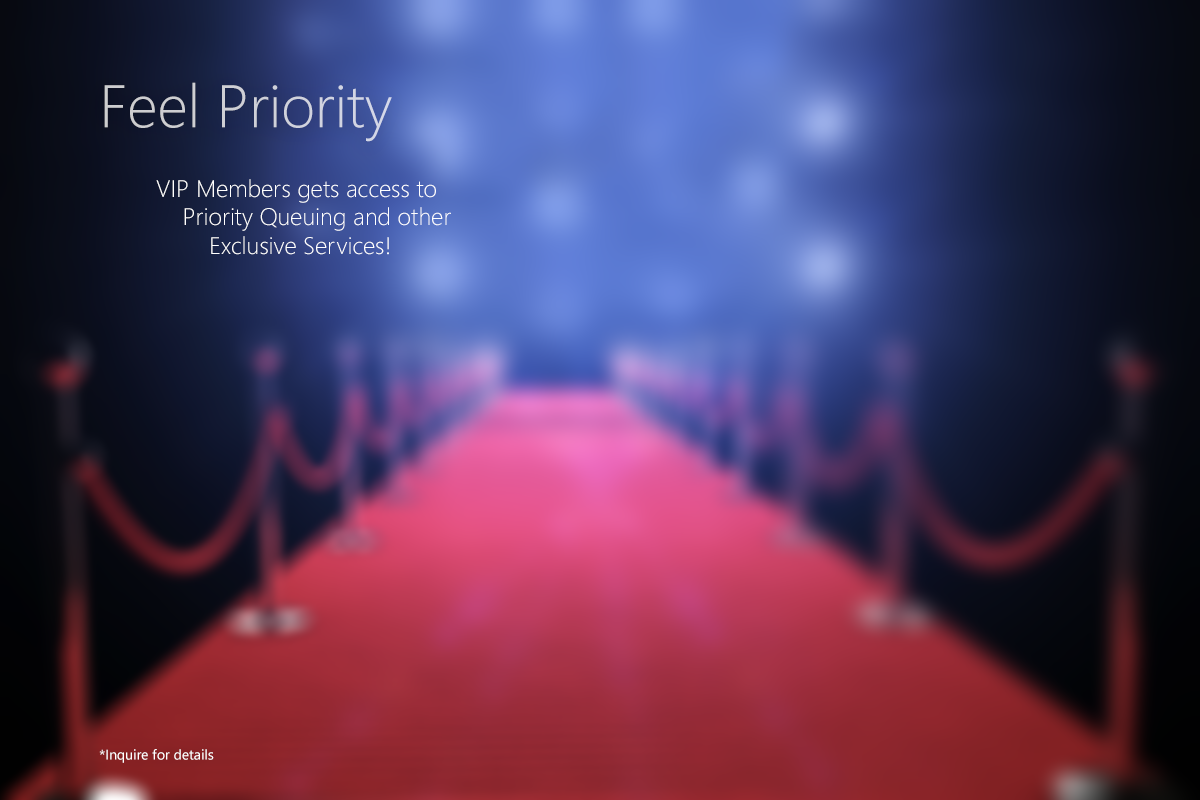 Feel Priority
VIP Members gets access to
Priority Queuing and other
Exclusive Services!
*Inquire for details